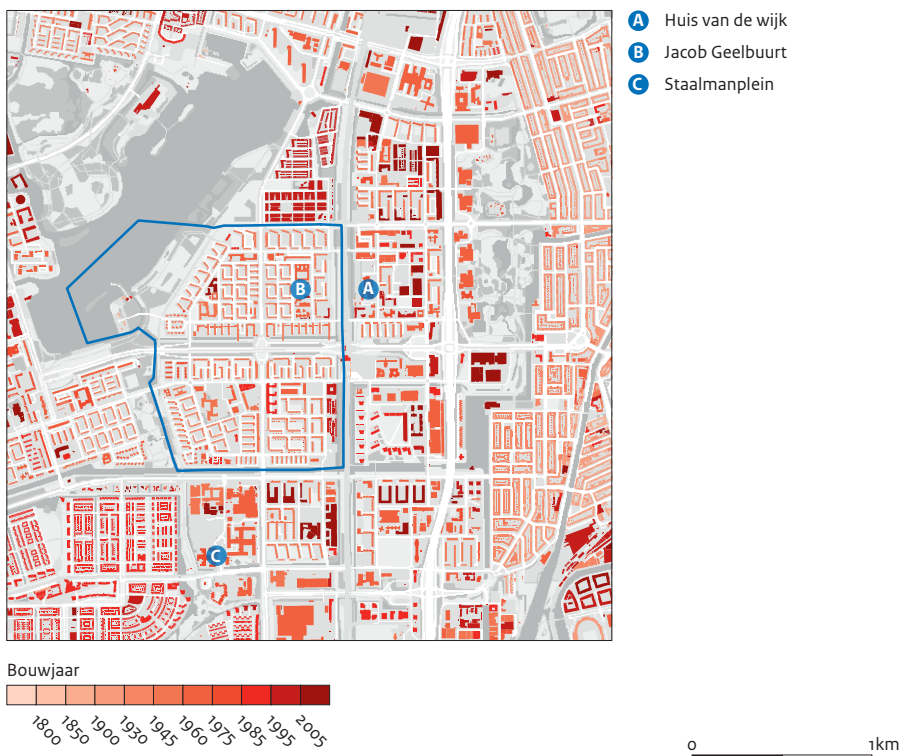 A Huis van de wijk
B Jacob Geelbuurt
C Staalmanplein
B A
C
Bouwjaar
1800 1850 1900 1930 1945 1960 1975 1985 1995 2005
0 1km